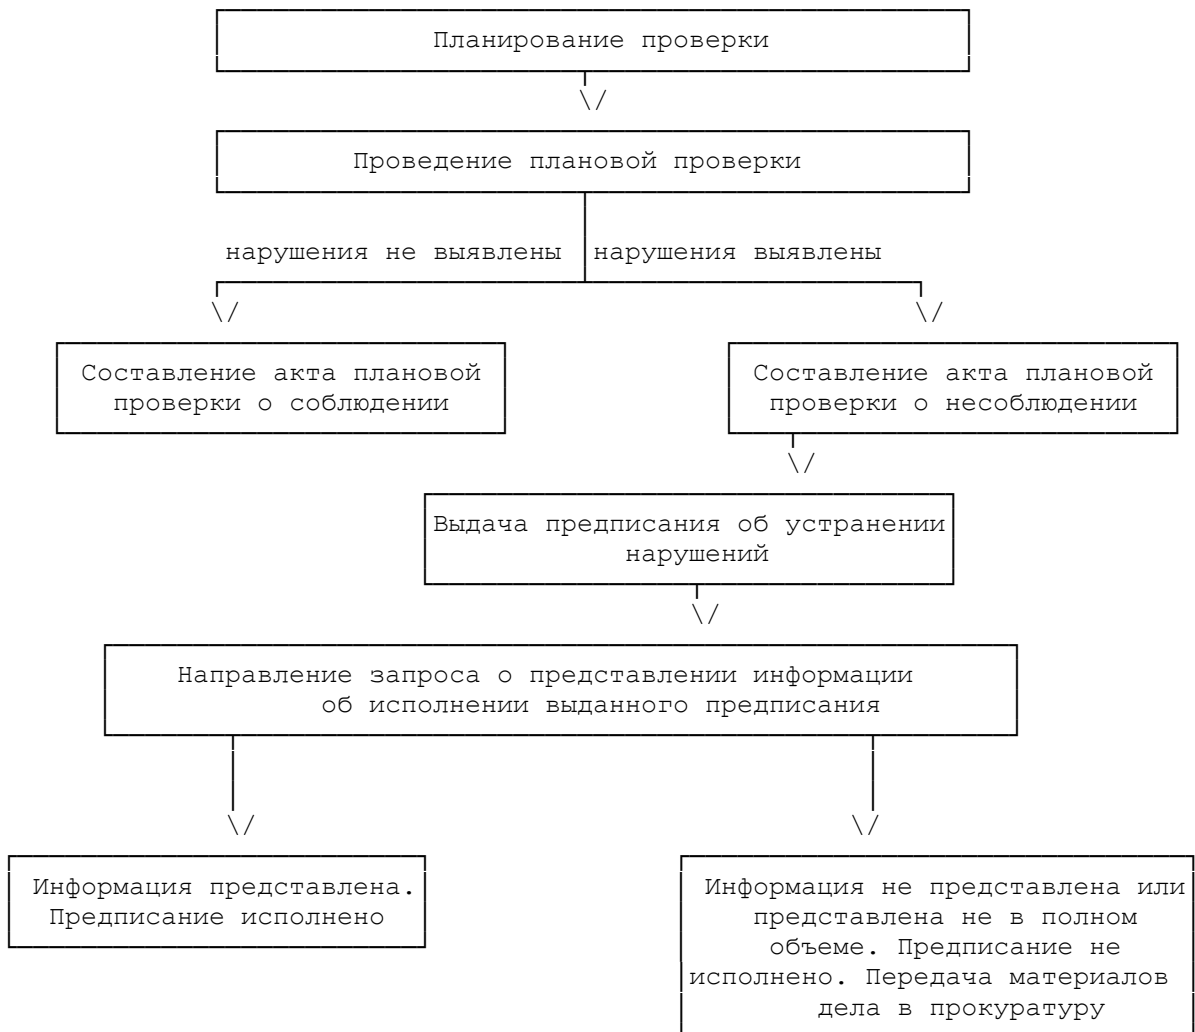 Планирование проверки
Проведение плановой проверки
нарушения не выявлены нарушения выявлены
Составление акта плановой
проверки о соблюдении
Составление акта плановой
проверки о несоблюдении
Выдача предписания об устранении
нарушений
Направление запроса о представлении информации
об исполнении выданного предписания
Информация представлена.
Предписание исполнено
Информация не представлена или
представлена не в полном
объеме. Предписание не
исполнено. Передача материалов
дела в прокуратуру